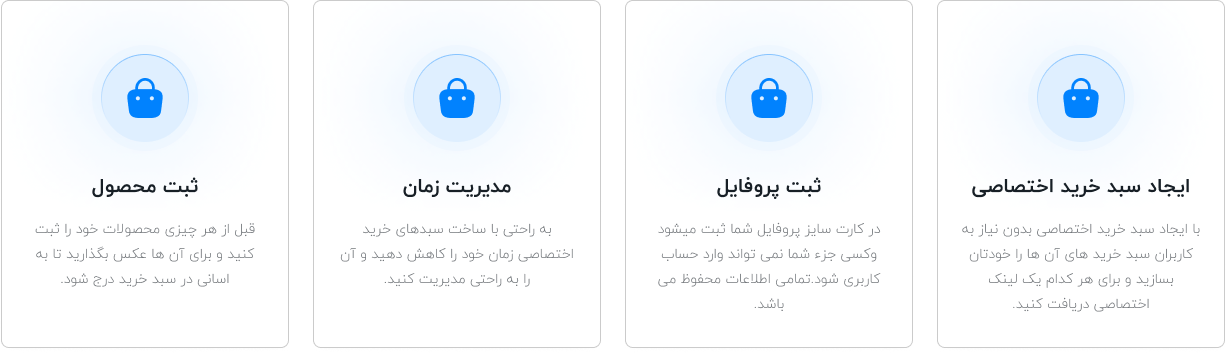 ایجاد سبد خرید اختصاصی
با ایجاد سبد خرید اختصاصی بدون نیاز به
کاربران سبد خرید های آن ها را خودتان
بسازید و برای هر کدام یک لینک
اختصاصی دریافت کنید.
ثبت پروفایل
در کارت سایز پروفایل شما ثبت میشود
وکسی جزء شما نمی تواند وارد حساب
کاربری شود.تمامی اطلاعات محفوظ می
باشد.
مدیریت زمان
به راحتی با ساخت سبدهای خرید
اختصاصی زمان خود را کاهش دهید و آن
را به راحتی مدیریت کنید.
ثبت محصول
قبل از هر چیزی محصولات خود را ثبت
کنید و برای آن ها عکس بگذارید تا به
اسانی در سبد خرید درج شود.